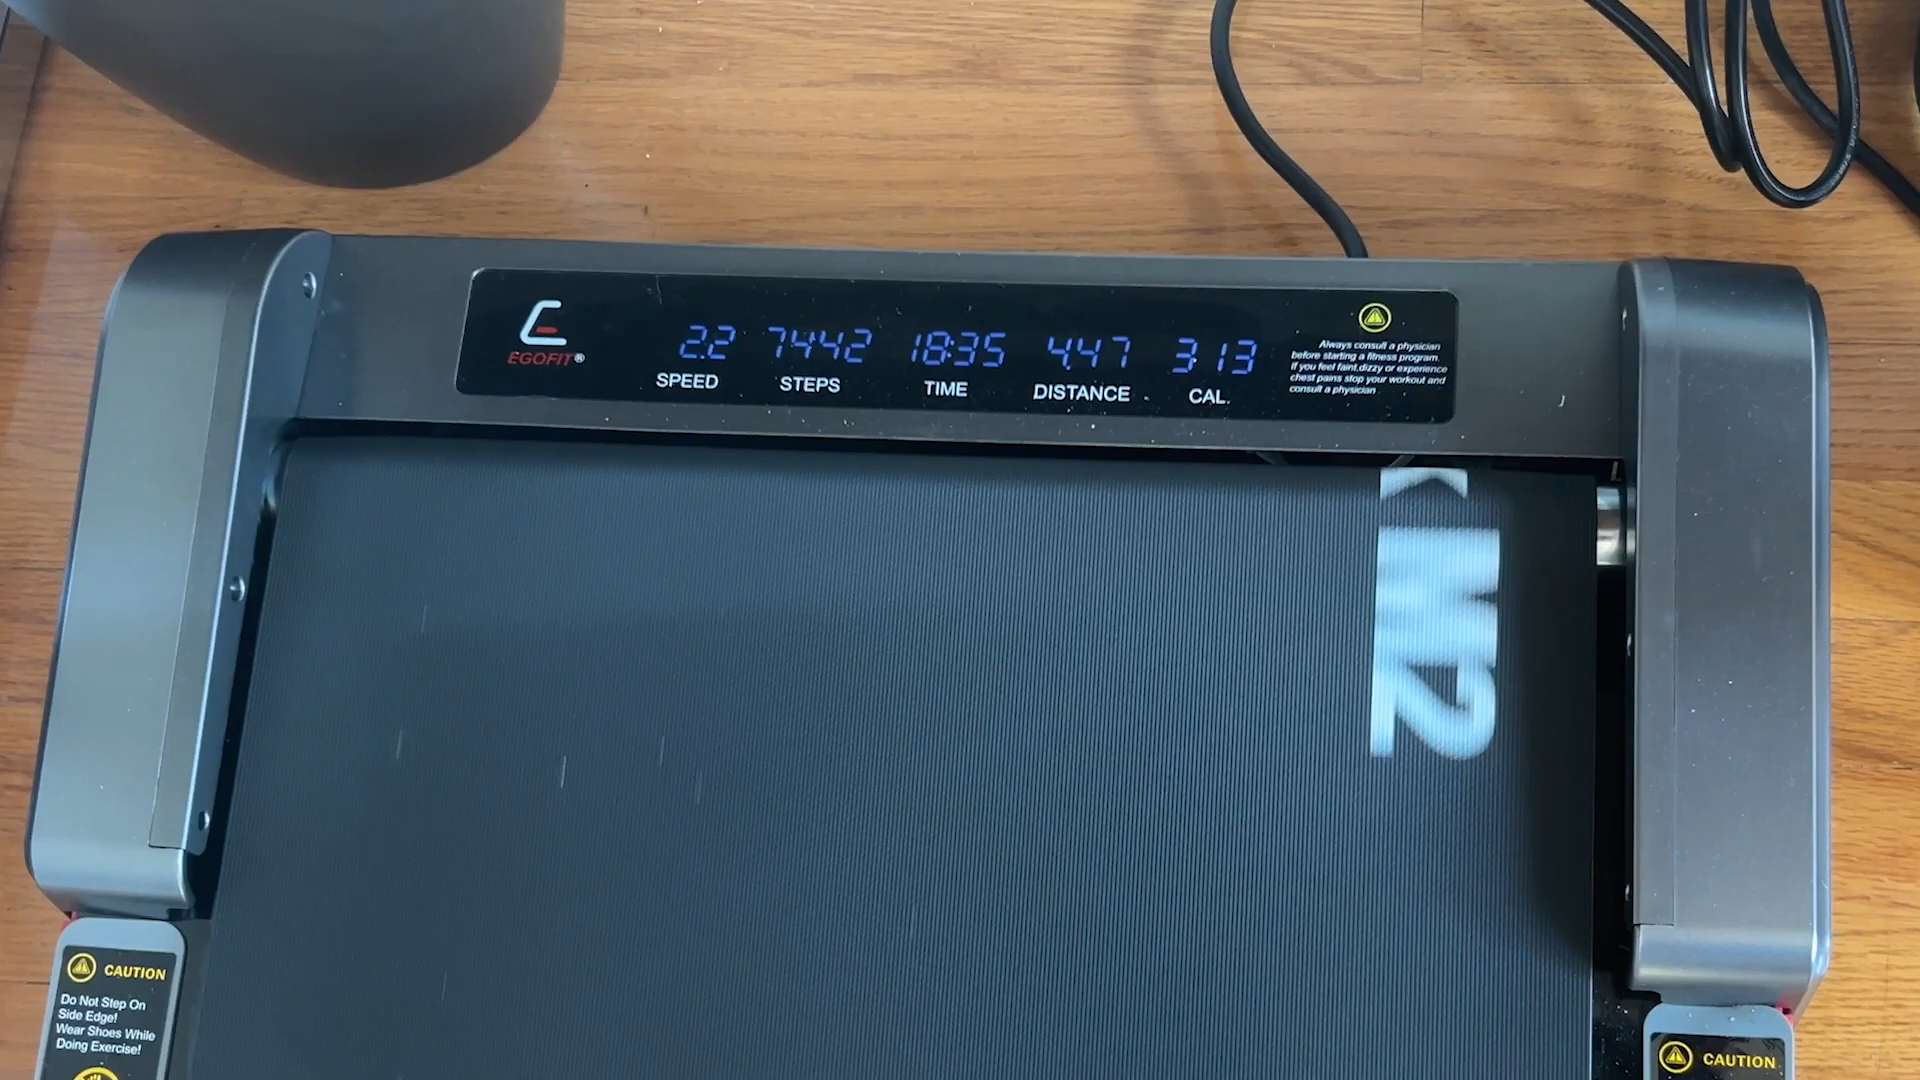 EGOFIT®
2.2 7442 18:35 4.47 313
SPEED STEPS TIME DISTANCE CAL.
Always consult a physician
before starting a fitness program.
If you feel faint,dizzy or experience
chest pains stop your workout and
consult a physician
M2
CAUTION
Do Not Step On
Side Edge!
Wear Shoes While
Doing Exercise!
CAUTION